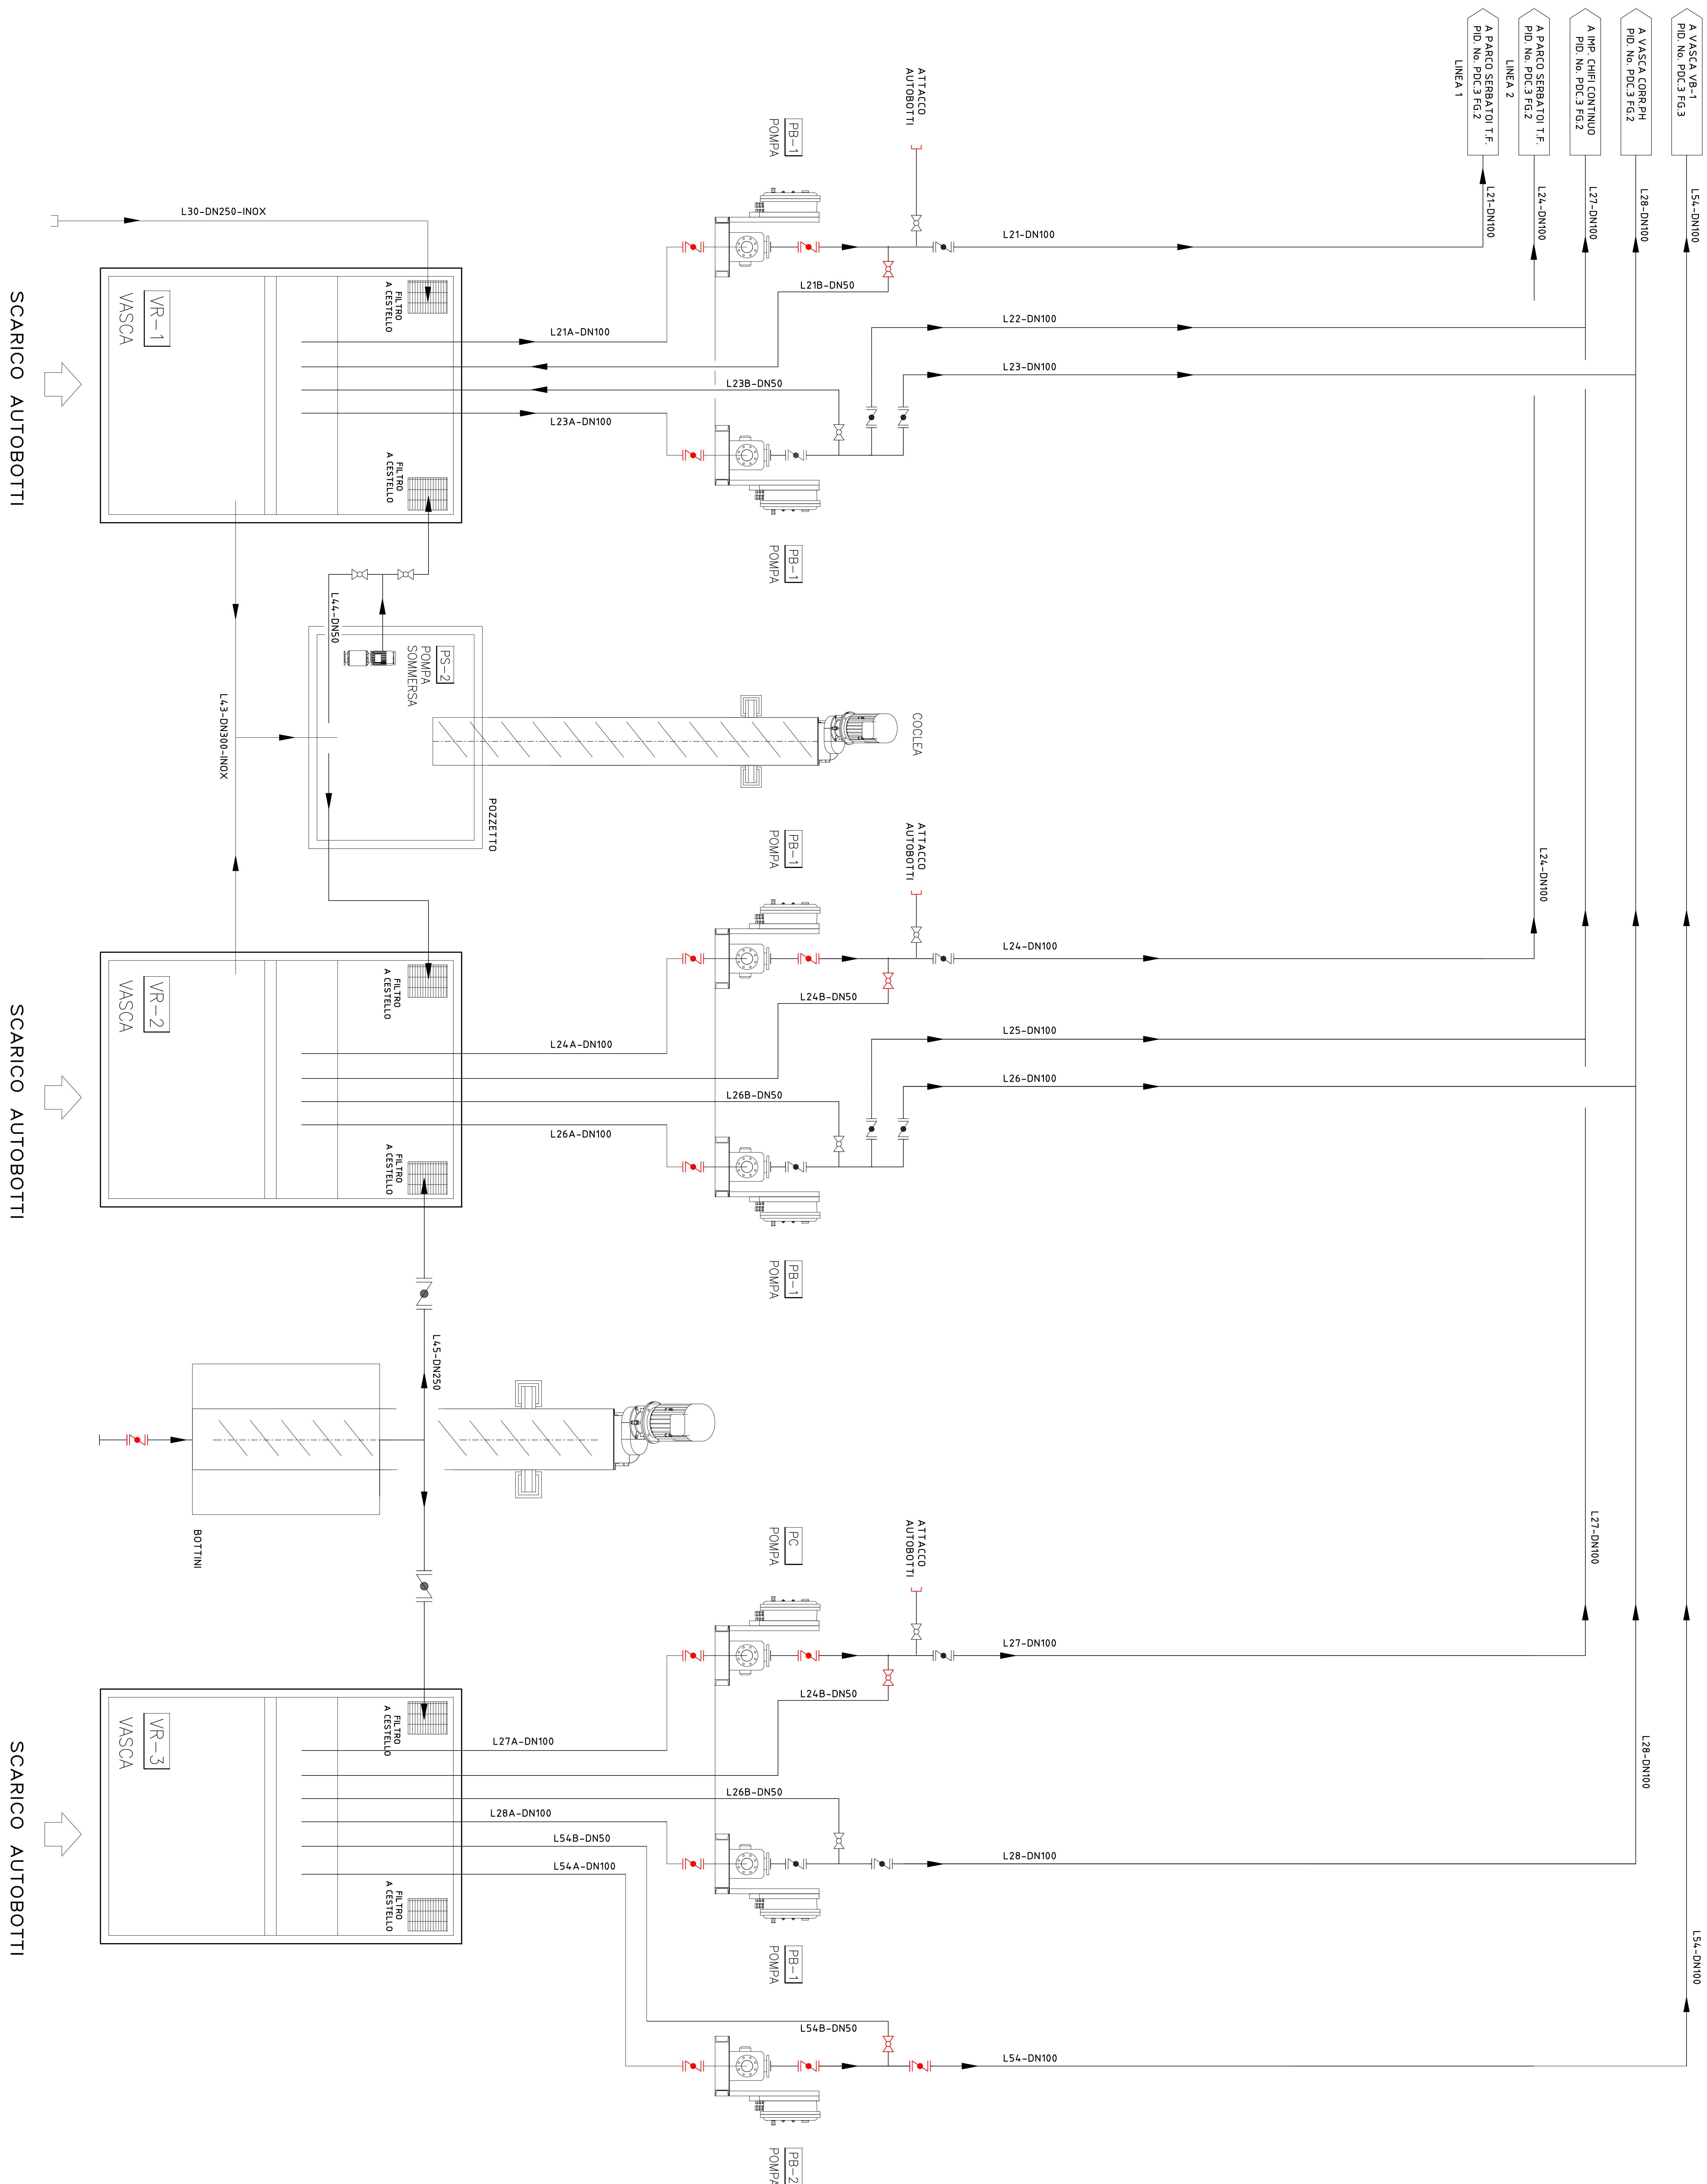 A PARCO SERBATOI T.F.
PID. No. PDC.3 FG.2
LINEA 1
A PARCO SERBATOI T.F.
PID. No. PDC.3 FG.2
LINEA 2
A IMP. CHIFI CONTINUO
PID. No. PDC.3 FG.2
A VASCA CORR.PH
PID. No. PDC.3 FG.2
A VASCA VB-1
PID. No. PDC.3 FG.3
L21-DN100
L24-DN100
L27-DN100
L28-DN100
L54-DN100
ATTACCO
AUTOBOTTI
PB-1
POMPA
L30-DN250-INOX
L21-DN100
L21B-DN50
L21A-DN100
L22-DN100
L23-DN100
L23B-DN50
L23A-DN100
FILTRO
A CESTELLO
FILTRO
A CESTELLO
VR-1
VASCA
SCARICO AUTOBOTTI
PB-1
POMPA
L44-DN50
PS-2
POMPA
SOMMERSA
L43-DN300-INOX
COCLEA
POZZETTO
PB-1
POMPA
ATTACCO
AUTOBOTTI
L24-DN100
L24-DN100
L24B-DN50
L24A-DN100
L25-DN100
L26-DN100
L26B-DN50
L26A-DN100
FILTRO
A CESTELLO
FILTRO
A CESTELLO
VR-2
VASCA
SCARICO AUTOBOTTI
PB-1
POMPA
L45-DN250
BOTTINI
PC
POMPA
ATTACCO
AUTOBOTTI
L27-DN100
L27-DN100
L24B-DN50
L27A-DN100
L28-DN100
L26B-DN50
L28A-DN100
L54B-DN50
L54A-DN100
L28-DN100
FILTRO
A CESTELLO
FILTRO
A CESTELLO
VR-3
VASCA
SCARICO AUTOBOTTI
PB-1
POMPA
L54-DN100
L54B-DN50
L54-DN100
PB-2
POMPA